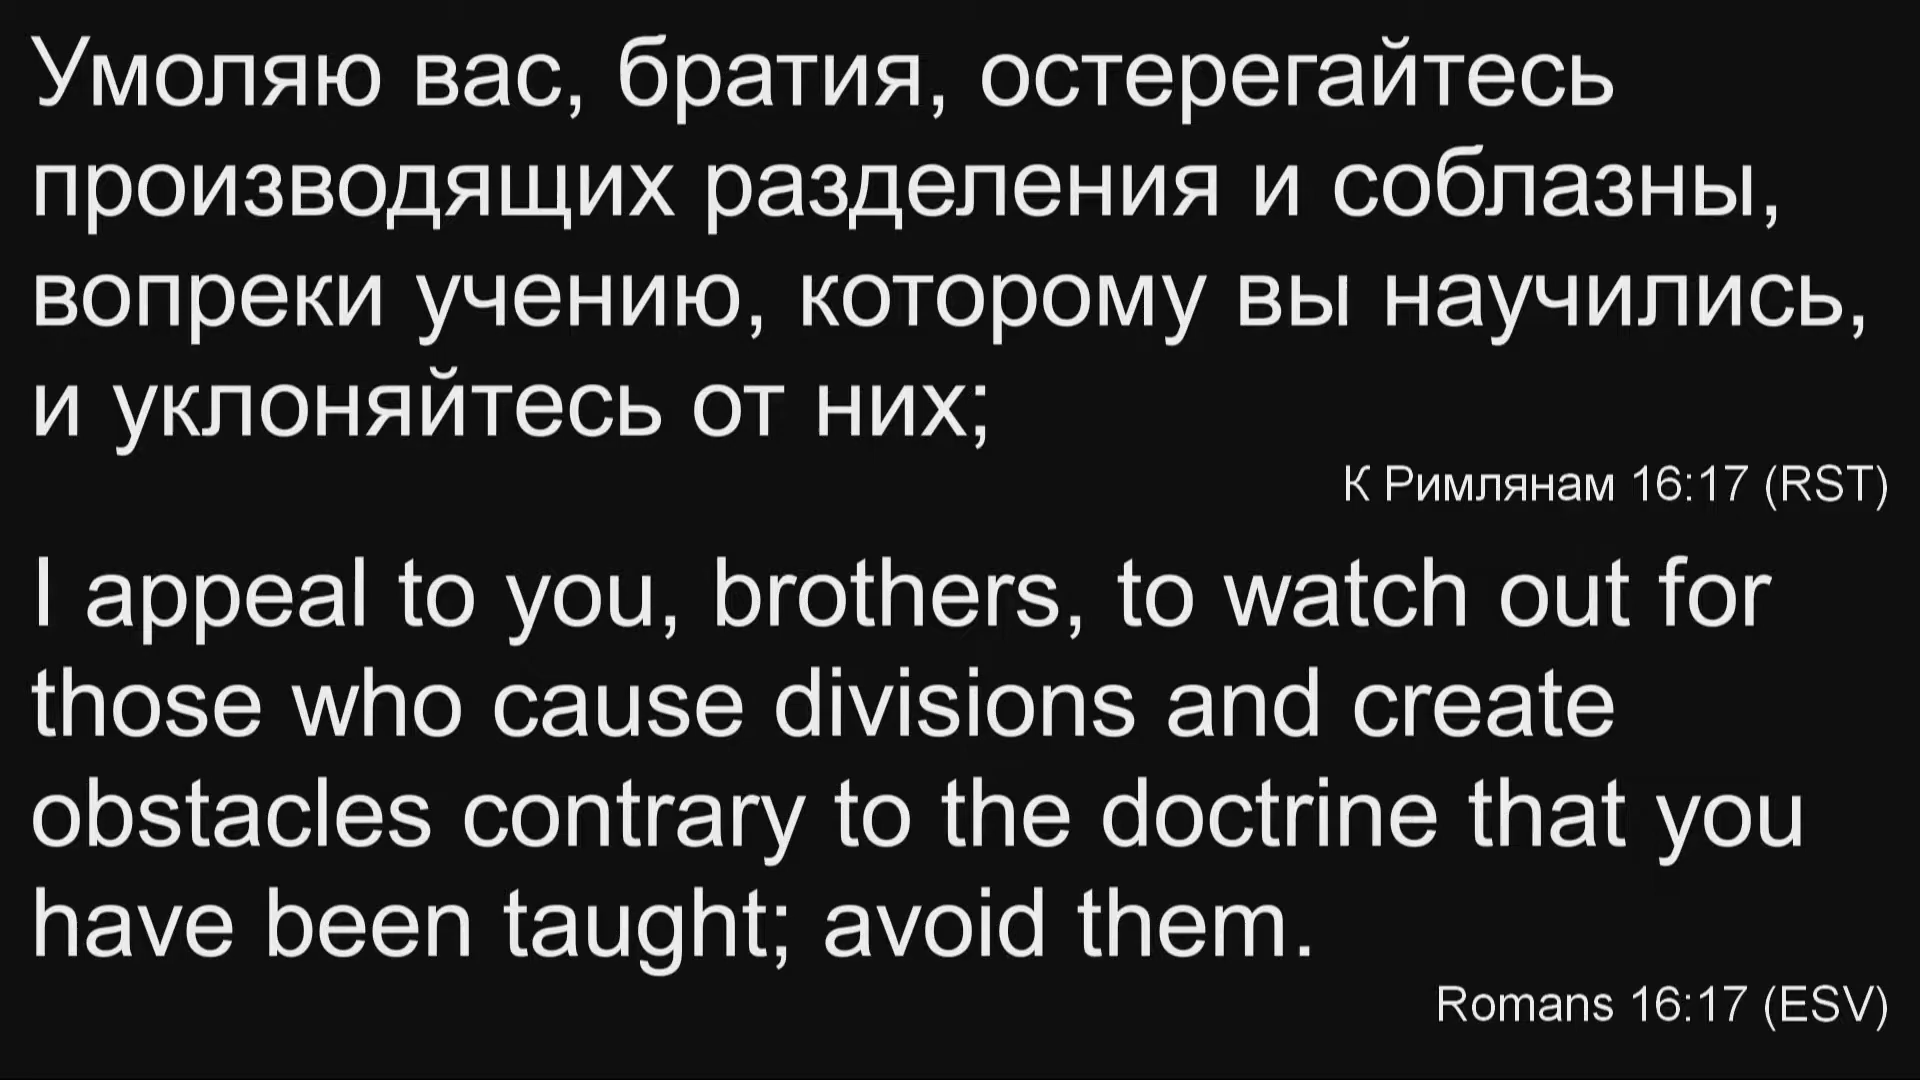 Умоляю вас, братия, остерегайтесь
производящих разделения и соблазны,
вопреки учению, которому вы научились,
и уклоняйтесь от них;
К Римлянам 16:17 (RST)
I appeal to you, brothers, to watch out for
those who cause divisions and create
obstacles contrary to the doctrine that you
have been taught; avoid them.
Romans 16:17 (ESV)